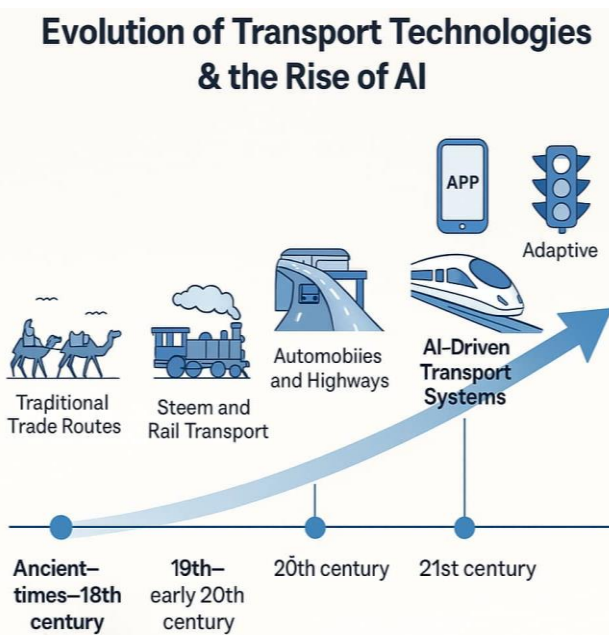 Evolution of Transport Technologies
& the Rise of AI
APP
Adaptive
Traditional
Trade Routes
Steem and
Rail Transport
Automobiies
and Highways
AI-Driven
Transport
Systems
Ancient–
times–18th
century
19th–
early 20th
century
20th century
21st century